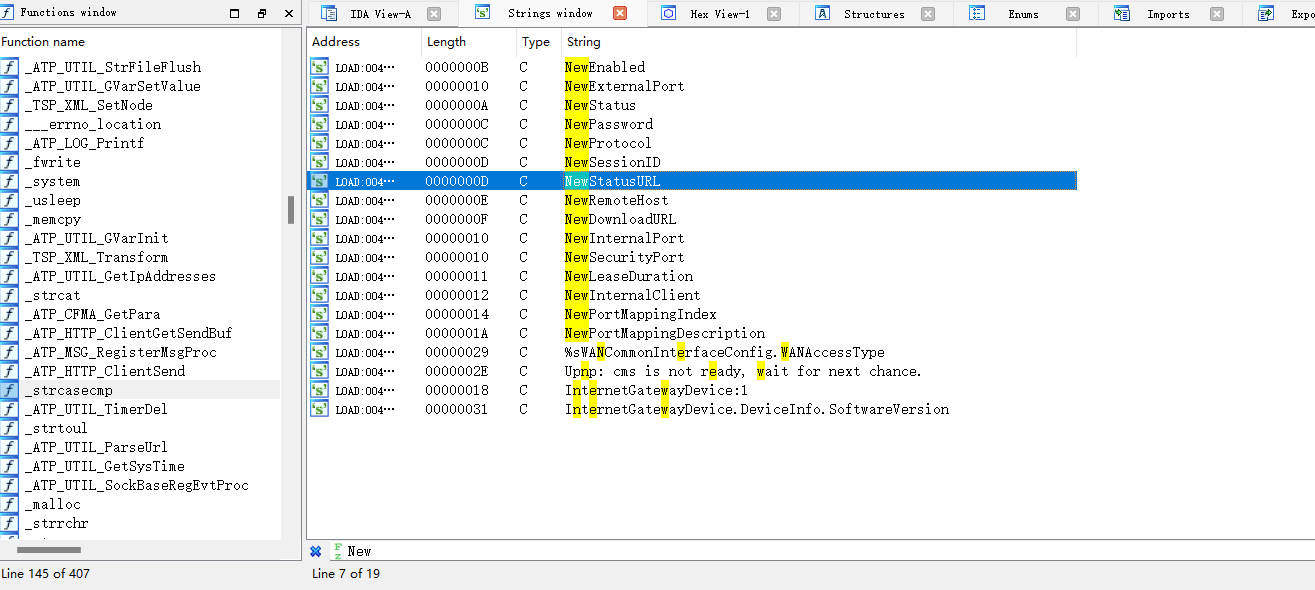 Functions window
IDA View-A
Strings window
Hex View-1
Structures
Enums
Imports
Expo
Function name
_ATP_UTIL_StrFileFlush
_ATP_UTIL_GVarSetValue
_TSP_XML_SetNode
___errno_location
_ATP_LOG_Printf
_fwrite
_system
_usleep
_memcpy
_ATP_UTIL_GVarInit
_TSP_XML_Transform
_ATP_UTIL_GetIpAddresses
_strcat
_ATP_CFMA_GetPara
_ATP_HTTP_ClientGetSendBuf
_ATP_MSG_RegisterMsgProc
_ATP_HTTP_ClientSend
_strcasecmp
_ATP_UTIL_TimerDel
_strtoul
_ATP_UTIL_ParseUrl
_ATP_UTIL_GetSysTime
_ATP_UTIL_SockBaseRegEvtProc
_malloc
_strrchr
Line 145 of 407
Address Length Type String
LOAD:004… 0000000B C NewEnabled
LOAD:004… 00000010 C NewExternalPort
LOAD:004… 0000000A C NewStatus
LOAD:004… 0000000C C NewPassword
LOAD:004… 0000000C C NewProtocol
LOAD:004… 0000000D C NewSessionID
LOAD:004… 0000000D C NewStatusURL
LOAD:004… 0000000E C NewRemoteHost
LOAD:004… 0000000F C NewDownloadURL
LOAD:004… 00000010 C NewInternalPort
LOAD:004… 00000010 C NewSecurityPort
LOAD:004… 00000011 C NewLeaseDuration
LOAD:004… 00000012 C NewInternalClient
LOAD:004… 00000014 C NewPortMappingIndex
LOAD:004… 0000001A C NewPortMappingDescription
LOAD:004… 00000029 C %sWANCommonInterfaceConfig.WANAccessType
LOAD:004… 0000002E C Upnp: cms is not ready, wait for next chance.
LOAD:004… 00000018 C InternetGatewayDevice:1
LOAD:004… 00000031 C InternetGatewayDevice.DeviceInfo.SoftwareVersion
New
Line 7 of 19